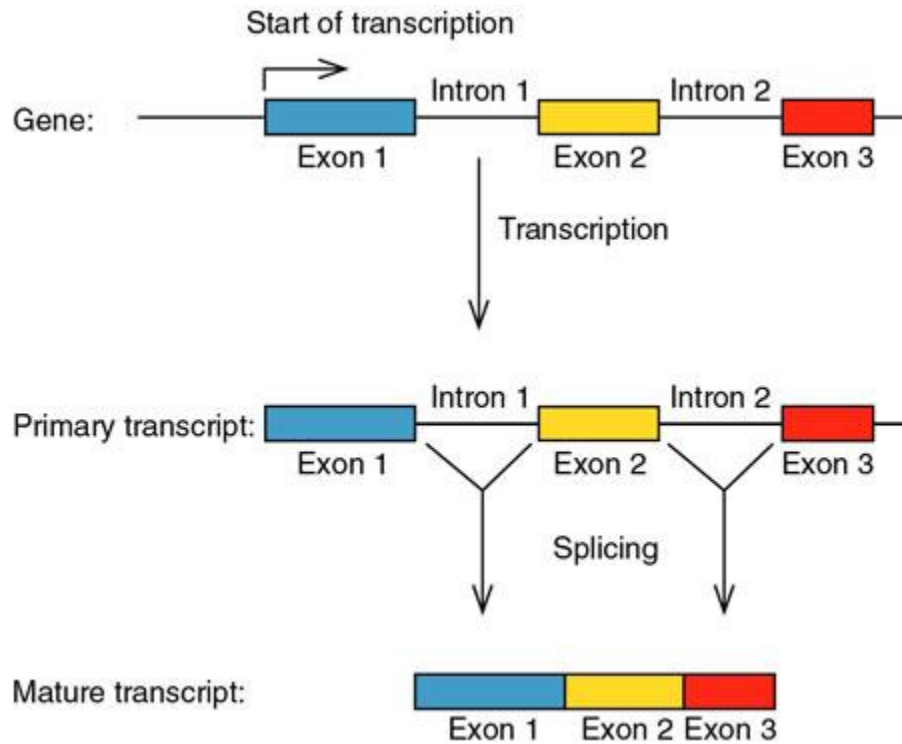 Start of transcription
Intron 1 Intron 2
Gene:
Exon 1 Exon 2 Exon 3
Transcription
Intron 1 Intron 2
Primary transcript:
Exon 1 Exon 2 Exon 3
Splicing
Mature transcript:
Exon 1 Exon 2 Exon 3